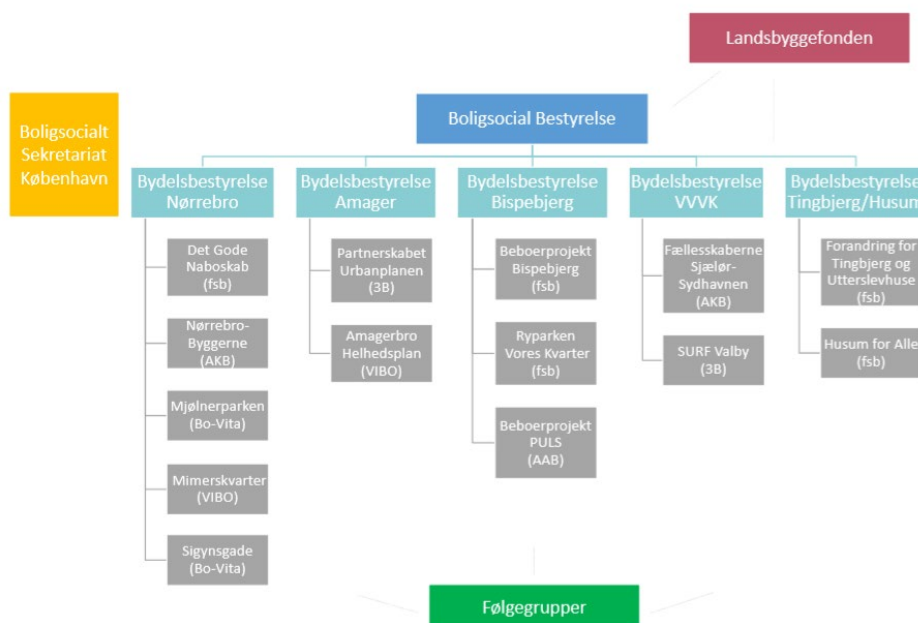 Landsbyggefonden
Boligsocialt
Sekretariat
København
Boligsocial Bestyrelse
Bydelsbestyrelse
Nørrebro
Det Gode
Naboskab
(fsb)
Nørrebro-
Byggerne
(AKB)
Mjølnerparken
(Bo-Vita)
Mimerskvarter
(VIBO)
Sigynsgade
(Bo-Vita)
Bydelsbestyrelse
Amager
Partnerskabet
Urbanplanen
(3B)
Amagerbro
Helhedsplan
(VIBO)
Bydelsbestyrelse
Bispebjerg
Beboerprojekt
Bispebjerg
(fsb)
Ryparken
Vores Kvarter
(fsb)
Beboerprojekt
PULS
(AAB)
Bydelsbestyrelse
VVVK
Fællesskaberne
Sjælør-
Sydhavnen
(AKB)
SURF Valby
(3B)
Bydelsbestyrelse
Tingbjerg/Husum
Forandring for
Tingbjerg og
Utterslevhuse
(fsb)
Husum for Alle
(fsb)
Følgegrupper